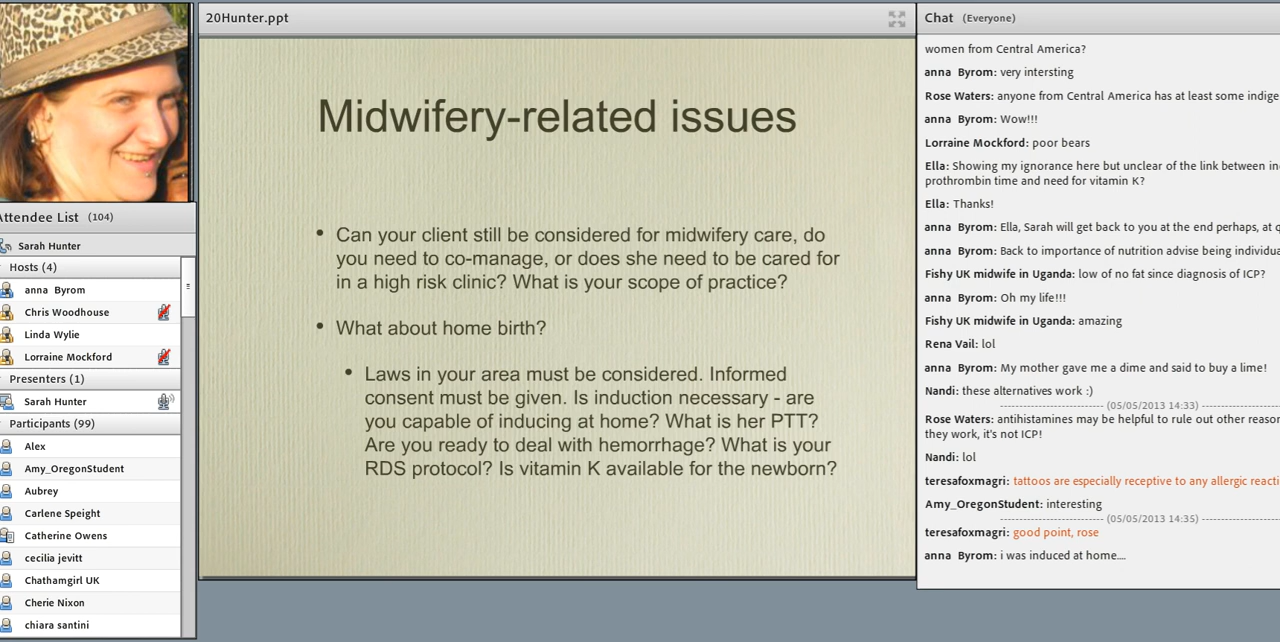 Attendee List (104)
Sarah Hunter
Hosts (4)
anna Byrom
Chris Woodhouse
Linda Wylie
Lorraine Mockford
Presenters (1)
Sarah Hunter
Participants (99)
Alex
Amy_OregonStudent
Aubrey
Carlene Speight
Catherine Owens
cecilia jevitt
Chathamgirl UK
Cherie Nixon
chiara santini
20Hunter.ppt
Midwifery-related issues
• Can your client still be considered for midwifery care, do
you need to co-manage, or does she need to be cared for
in a high risk clinic? What is your scope of practice?
• What about home birth?
• Laws in your area must be considered. Informed
consent must be given. Is induction necessary - are
you capable of inducing at home? What is her PTT?
Are you ready to deal with hemorrhage? What is your
RDS protocol? Is vitamin K available for the newborn?
Chat (Everyone)
women from Central America?
anna Byrom: very intersting
Rose Waters: anyone from Central America has at least some
anna Byrom: Wow!!!
Lorraine Mockford: poor bears
Ella: Showing my ignorance here but unclear of the link between
prothrombin time and need for vitamin K?
Ella: Thanks!
anna Byrom: Ella, Sarah will get back to you at the end perhaps, at
anna Byrom: Back to importance of nutrition advise being
Fishy UK midwife in Uganda: low of no fat since diagnosis of ICP?
anna Byrom: Oh my life!!!
Fishy UK midwife in Uganda: amazing
Rena Vail: lol
anna Byrom: My mother gave me a dime and said to buy a lime!
Nandi: these alternatives work :)
(05/05/2013 14:33)
Rose Waters: antihistamines may be helpful to rule out other
they work, it's not ICP!
Nandi: lol
teresafoxmagri: tattoos are especially receptive to any allergic
Amy_OregonStudent: interesting
(05/05/2013 14:35)
teresafoxmagri: good point, rose
anna Byrom: i was induced at home....